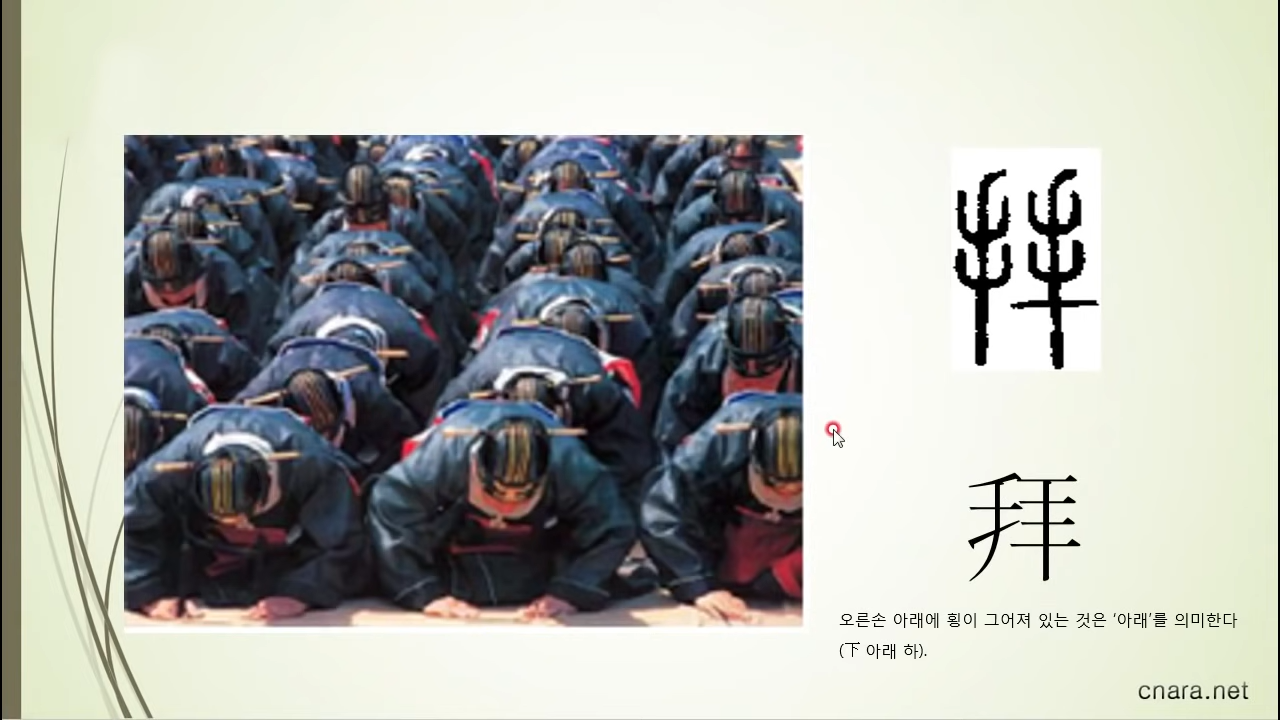 拜
오른손 아래에 횡이 그어져 있는 것은 ‘아래’를 의미한다
(下 아래 하).
cnara.net